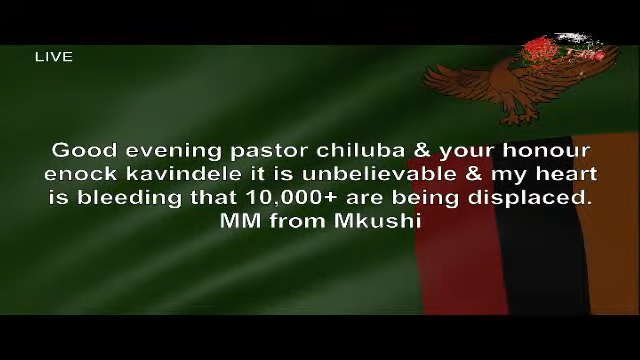 LIVE
Good evening pastor chiluba & your honour
enock kavindele it is unbelievable & my heart
is bleeding that 10,000+ are being displaced.
MM from Mkushi